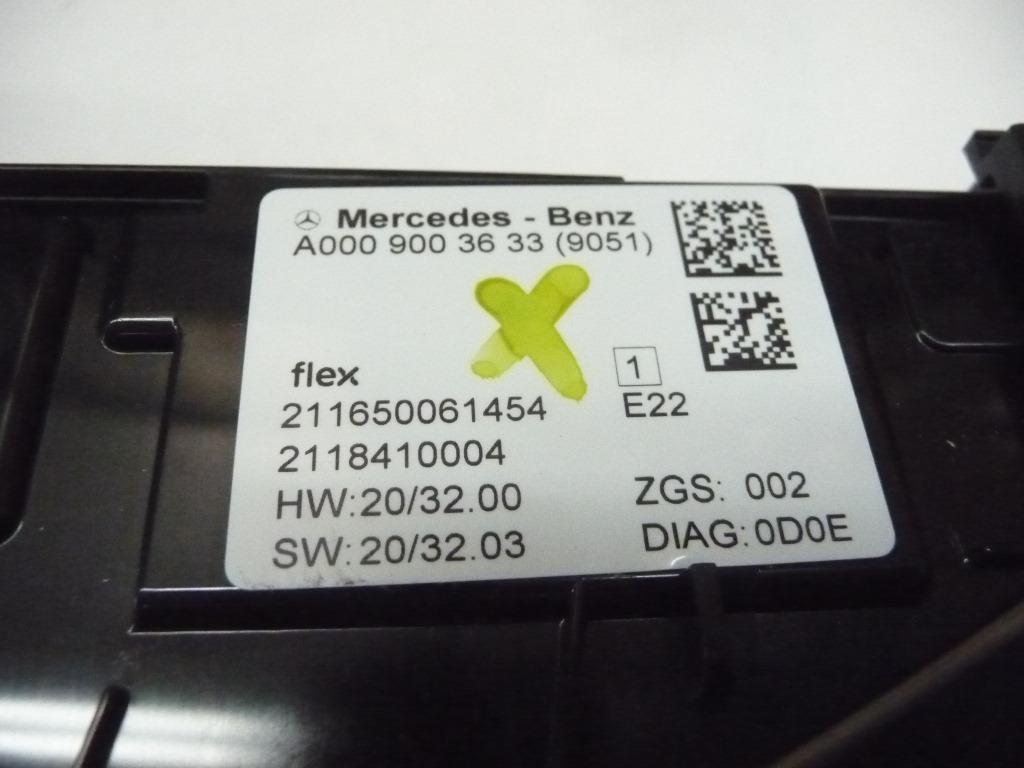 Mercedes - Benz
A000 900 36 33 (9051)
flex
1
211650061454
E22
2118410004
HW:20/32.00
ZGS: 002
SW:20/32.03
DIAG:0D0E